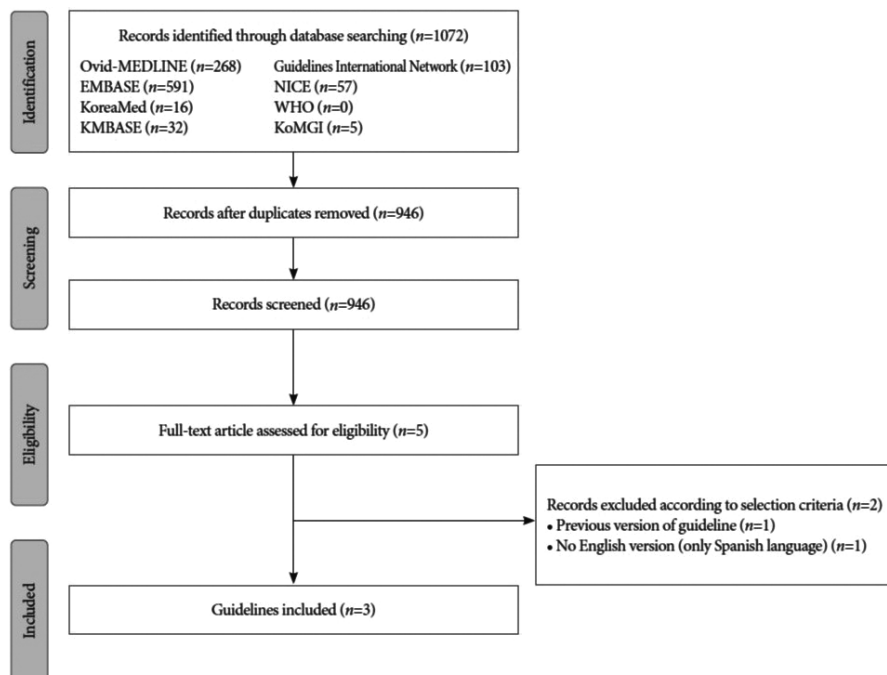 Identification
Records identified through database searching (n=1072)
Ovid-MEDLINE (n=268) Guidelines International Network (n=103)
EMBASE (n=591) NICE (n=57)
KoreaMed (n=16) WHO (n=0)
KMBASE (n=32) KoMGI (n=5)
Screening
Records after duplicates removed (n=946)
Records screened (n=946)
Eligibility
Full-text article assessed for eligibility (n=5)
Records excluded according to selection criteria (n=2)
• Previous version of guideline (n=1)
• No English version (only Spanish language) (n=1)
Included
Guidelines included (n=3)